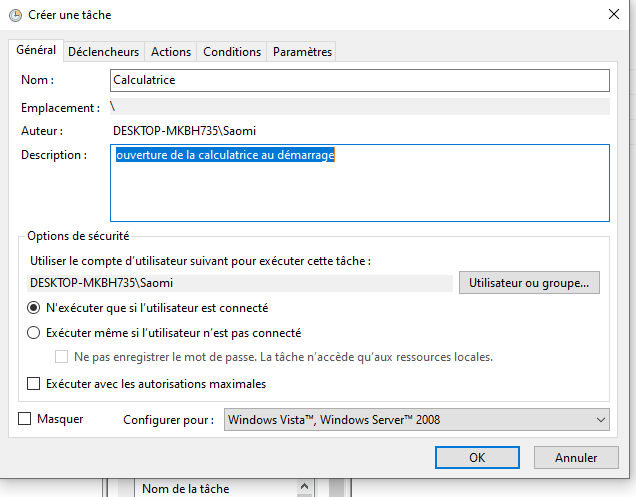 Créer une tâche
Général Déclencheurs Actions Conditions Paramètres
Nom : Calculatrice
Emplacement : \
Auteur : DESKTOP-MKBH735\Saomi
Description : ouverture de la calculatrice au démarrage
Options de sécurité
Utiliser le compte d'utilisateur suivant pour exécuter cette tâche :
DESKTOP-MKBH735\Saomi Utilisateur ou groupe...
N'exécuter que si l'utilisateur est connecté
Exécuter même si l'utilisateur n'est pas connecté
Ne pas enregistrer le mot de passe. La tâche n'accède qu'aux ressources locales.
Exécuter avec les autorisations maximales
Masquer Configurer pour : Windows Vista™, Windows Server™ 2008
OK Annuler
Nom de la tâche